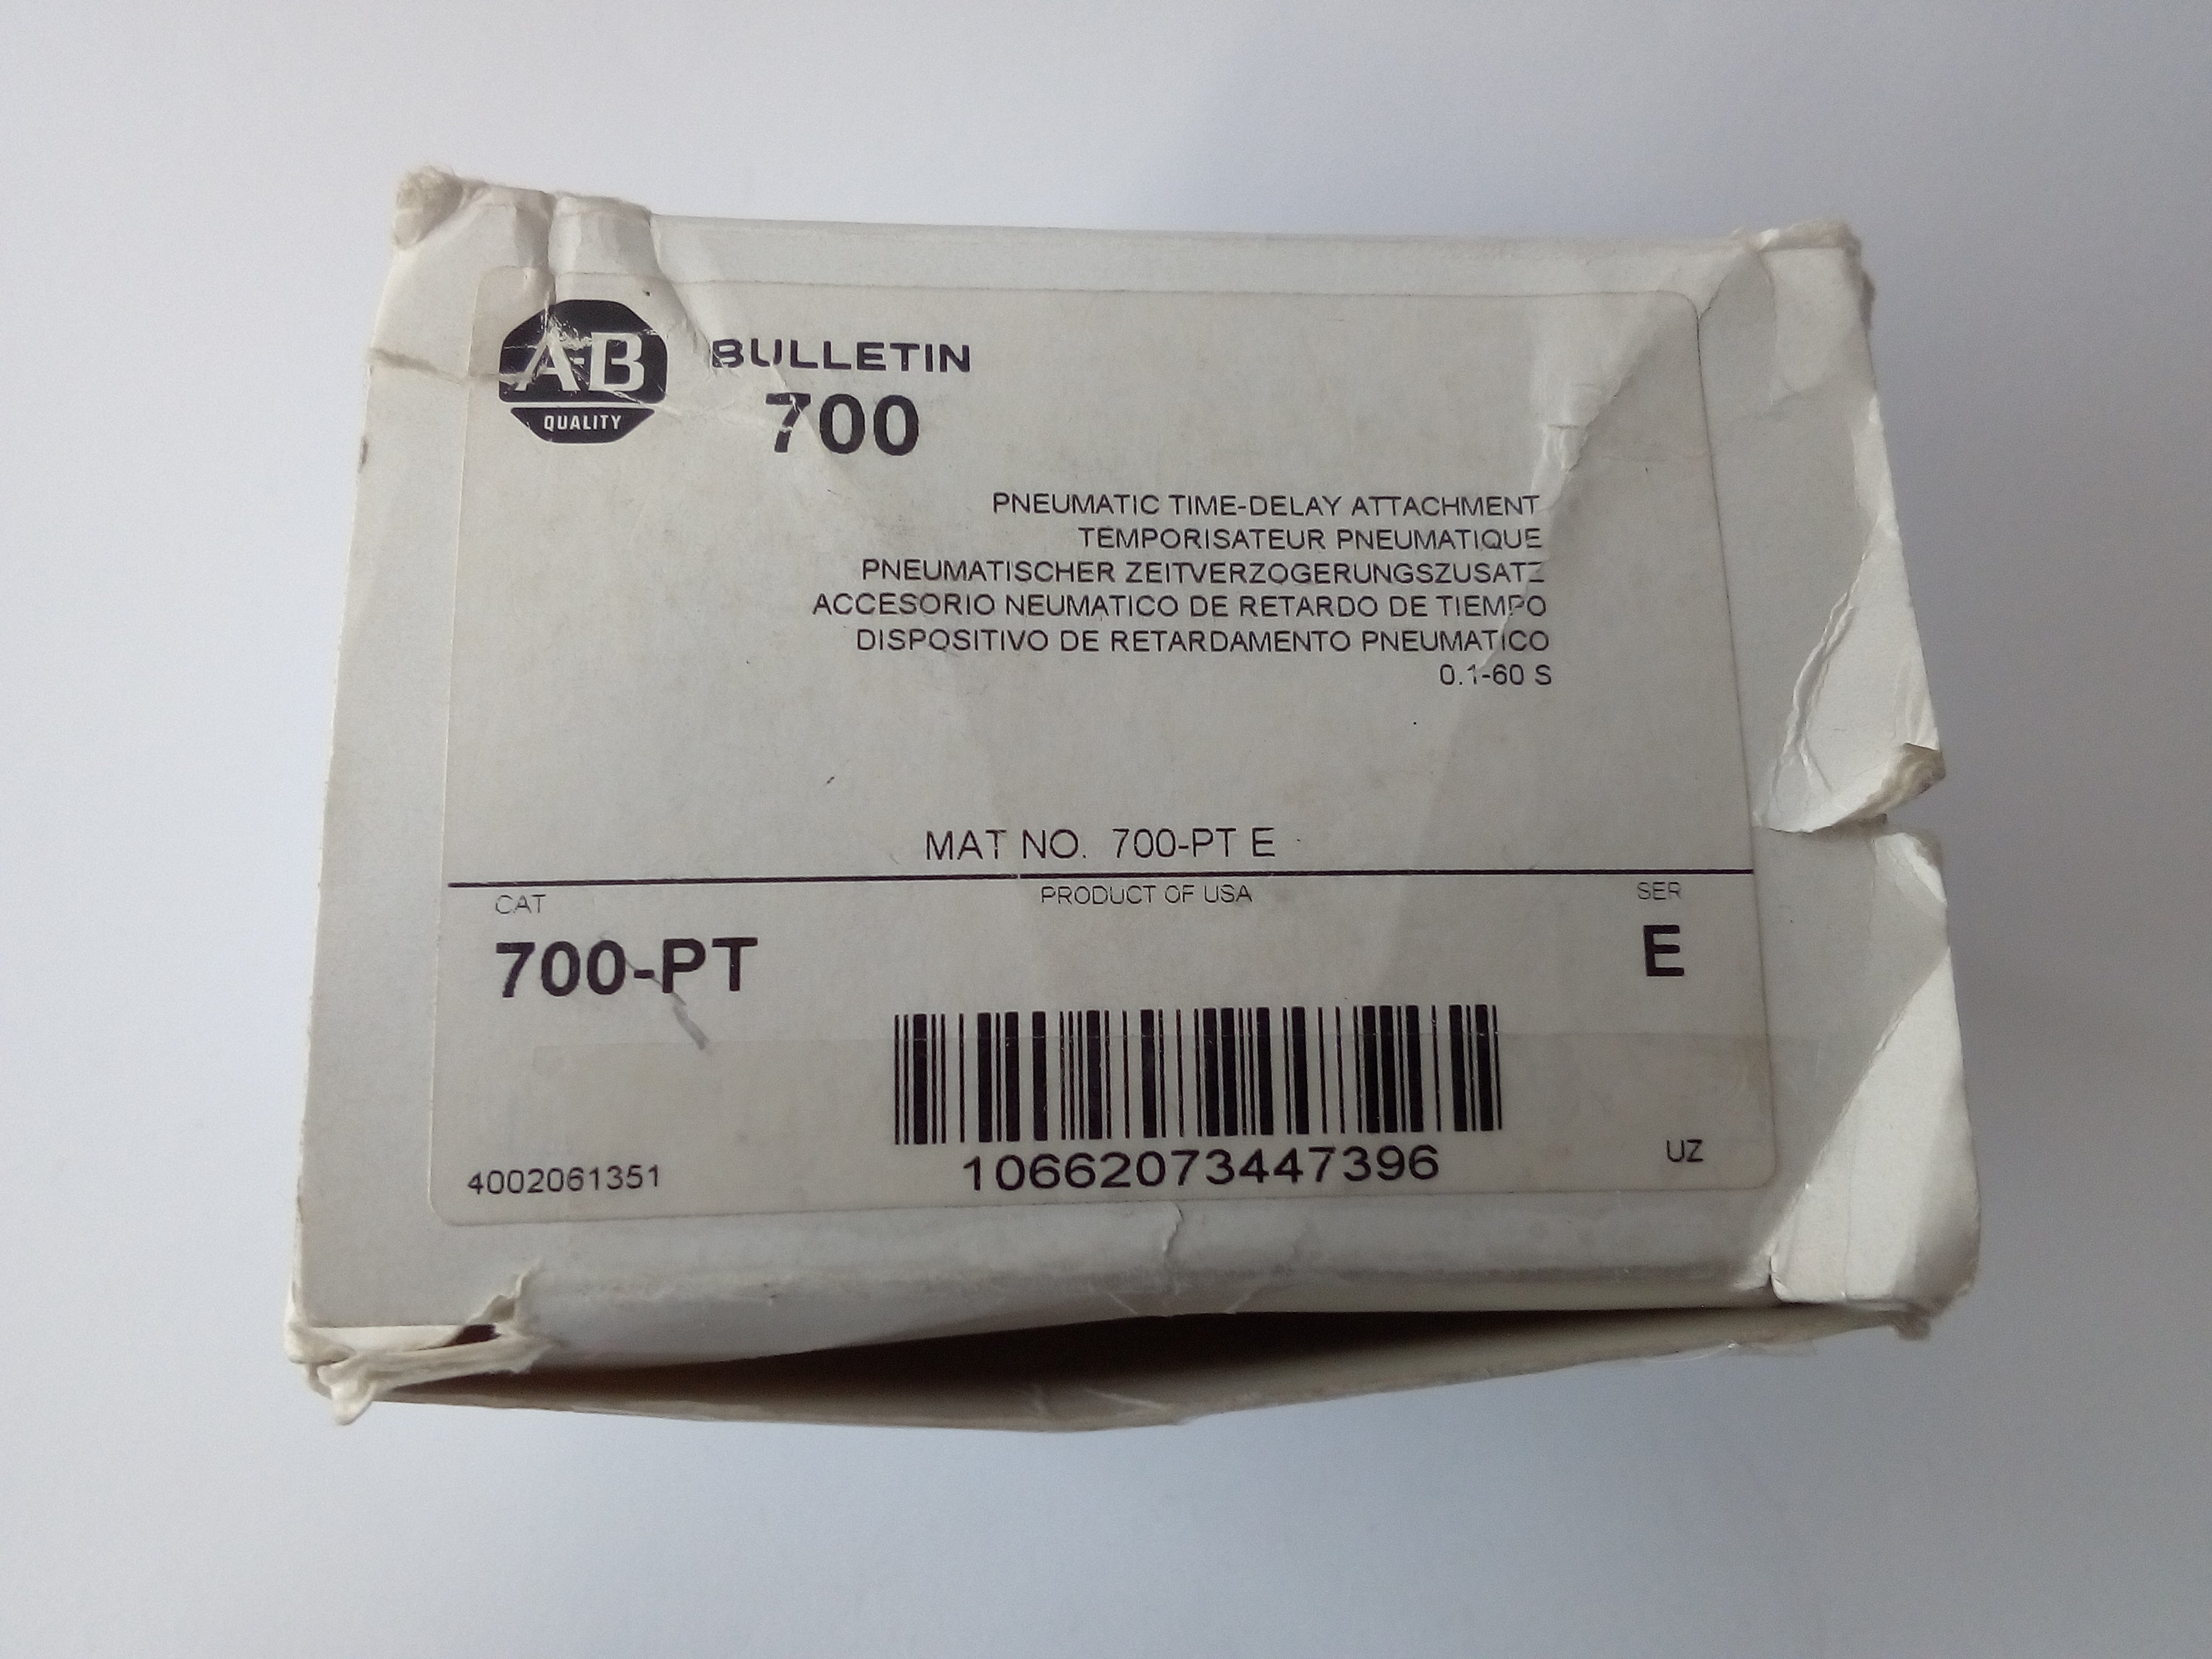 A-B
QUALITY
BULLETIN
700
PNEUMATIC TIME-DELAY ATTACHMENT
TEMPORISATEUR PNEUMATIQUE
PNEUMATISCHER ZEITVERZOGERUNGSZUSATZ
ACCESORIO NEUMATICO DE RETARDO DE TIEMPO
DISPOSITIVO DE RETARDAMENTO PNEUMATICO
0.1-60 S
MAT NO. 700-PT E
CAT PRODUCT OF USA SER
700-PT E
10662073447396
4002061351 UZ